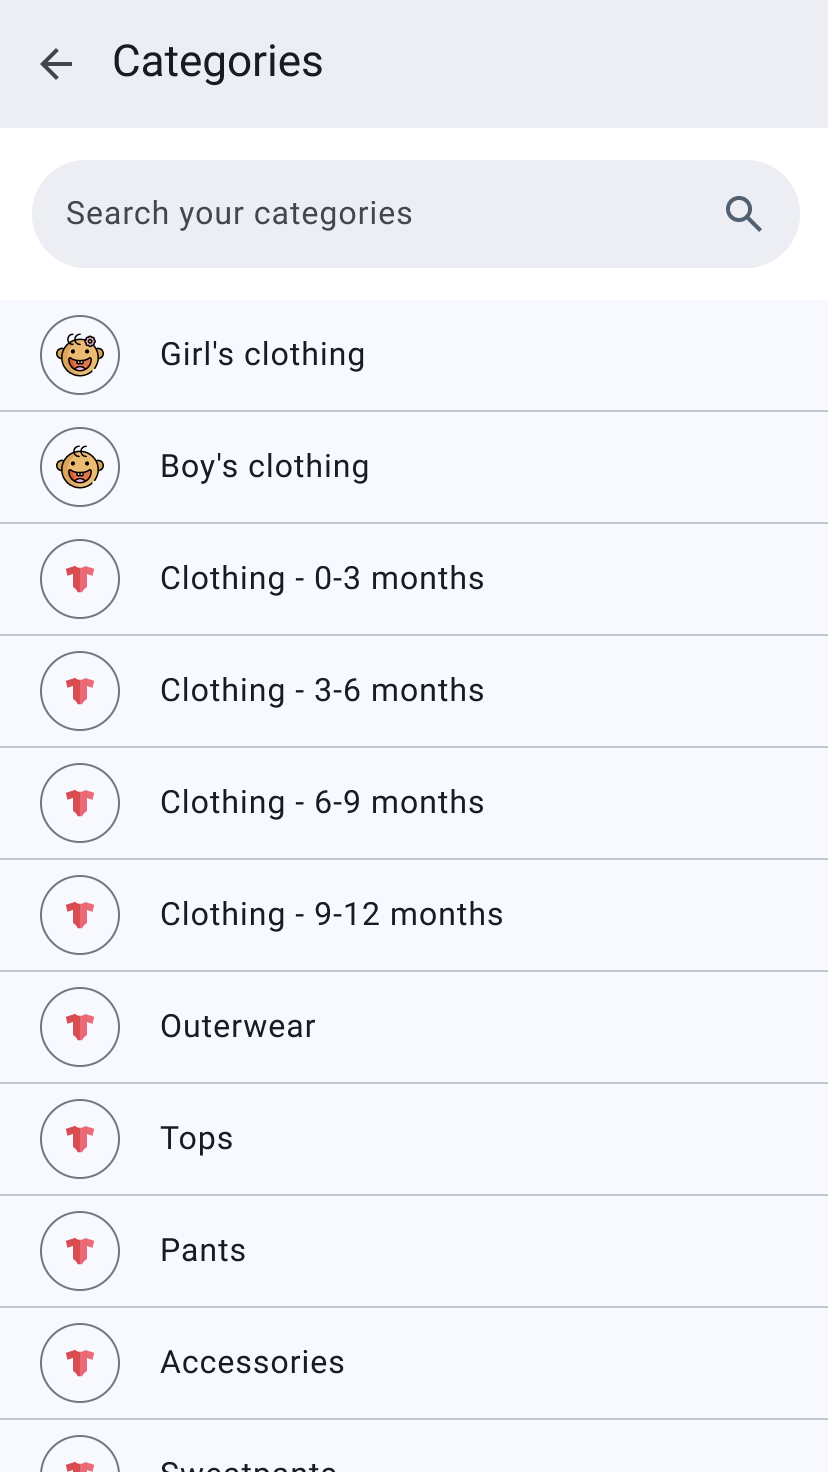 Categories
Search your categories
Girl's clothing
Boy's clothing
Clothing - 0-3 months
Clothing - 3-6 months
Clothing - 6-9 months
Clothing - 9-12 months
Outerwear
Tops
Pants
Accessories
Sweatpants